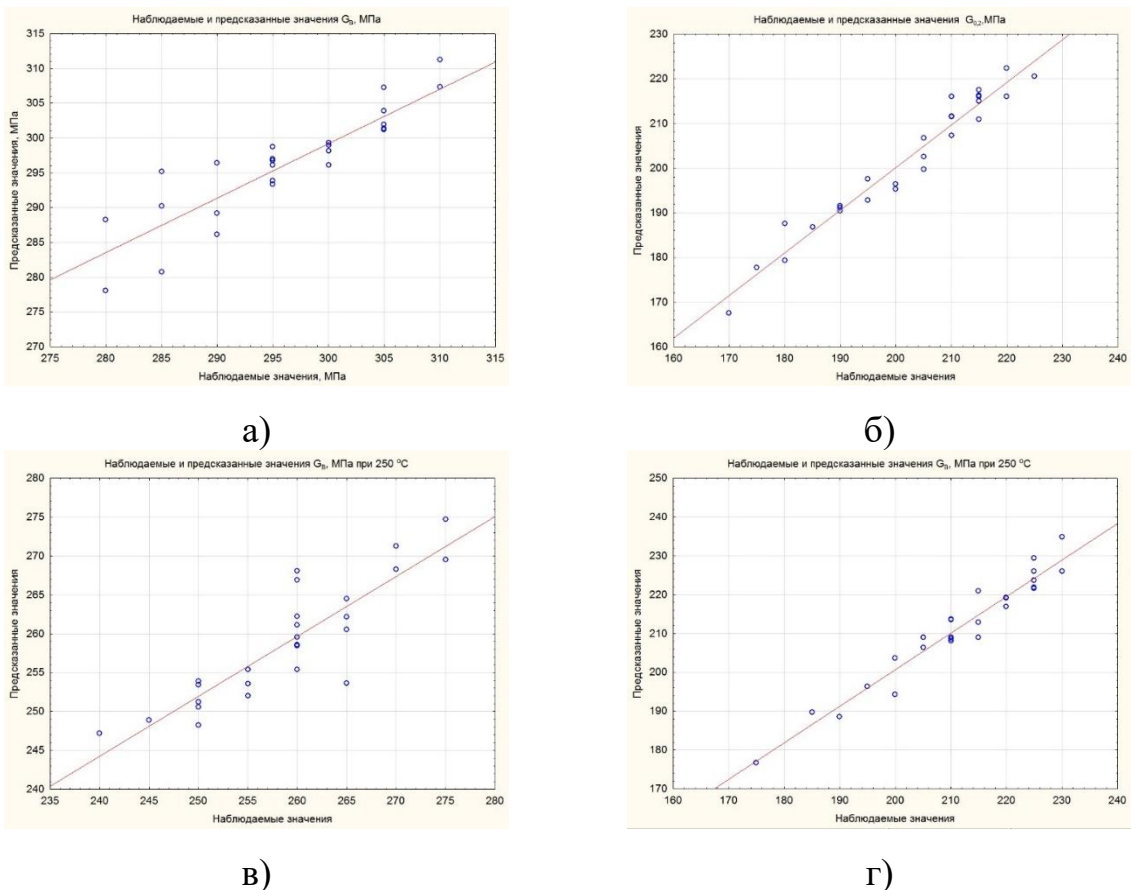 Наблюдаемые и предсказанные значения Gв, МПа
Предсказанные значения, МПа
315
310
305
300
295
290
285
280
275
270
275 280 285 290 295 300 305 310 315
Наблюдаемые значения, МПа
а)
Наблюдаемые и предсказанные значения G0,2,МПа
Предсказанные значения
230
220
210
200
190
180
170
160
160 170 180 190 200 210 220 230 240
Наблюдаемые значения
б)
Наблюдаемые и предсказанные значения Gв, МПа при 250 °C
Предсказанные значения
280
275
270
265
260
255
250
245
240
235 240 245 250 255 260 265 270 275 280
Наблюдаемые значения
в)
Наблюдаемые и предсказанные значения Gв, МПа при 250 °C
Предсказанные значения
250
240
230
220
210
200
190
180
170
160 170 180 190 200 210 220 230 240
Наблюдаемые значения
г)